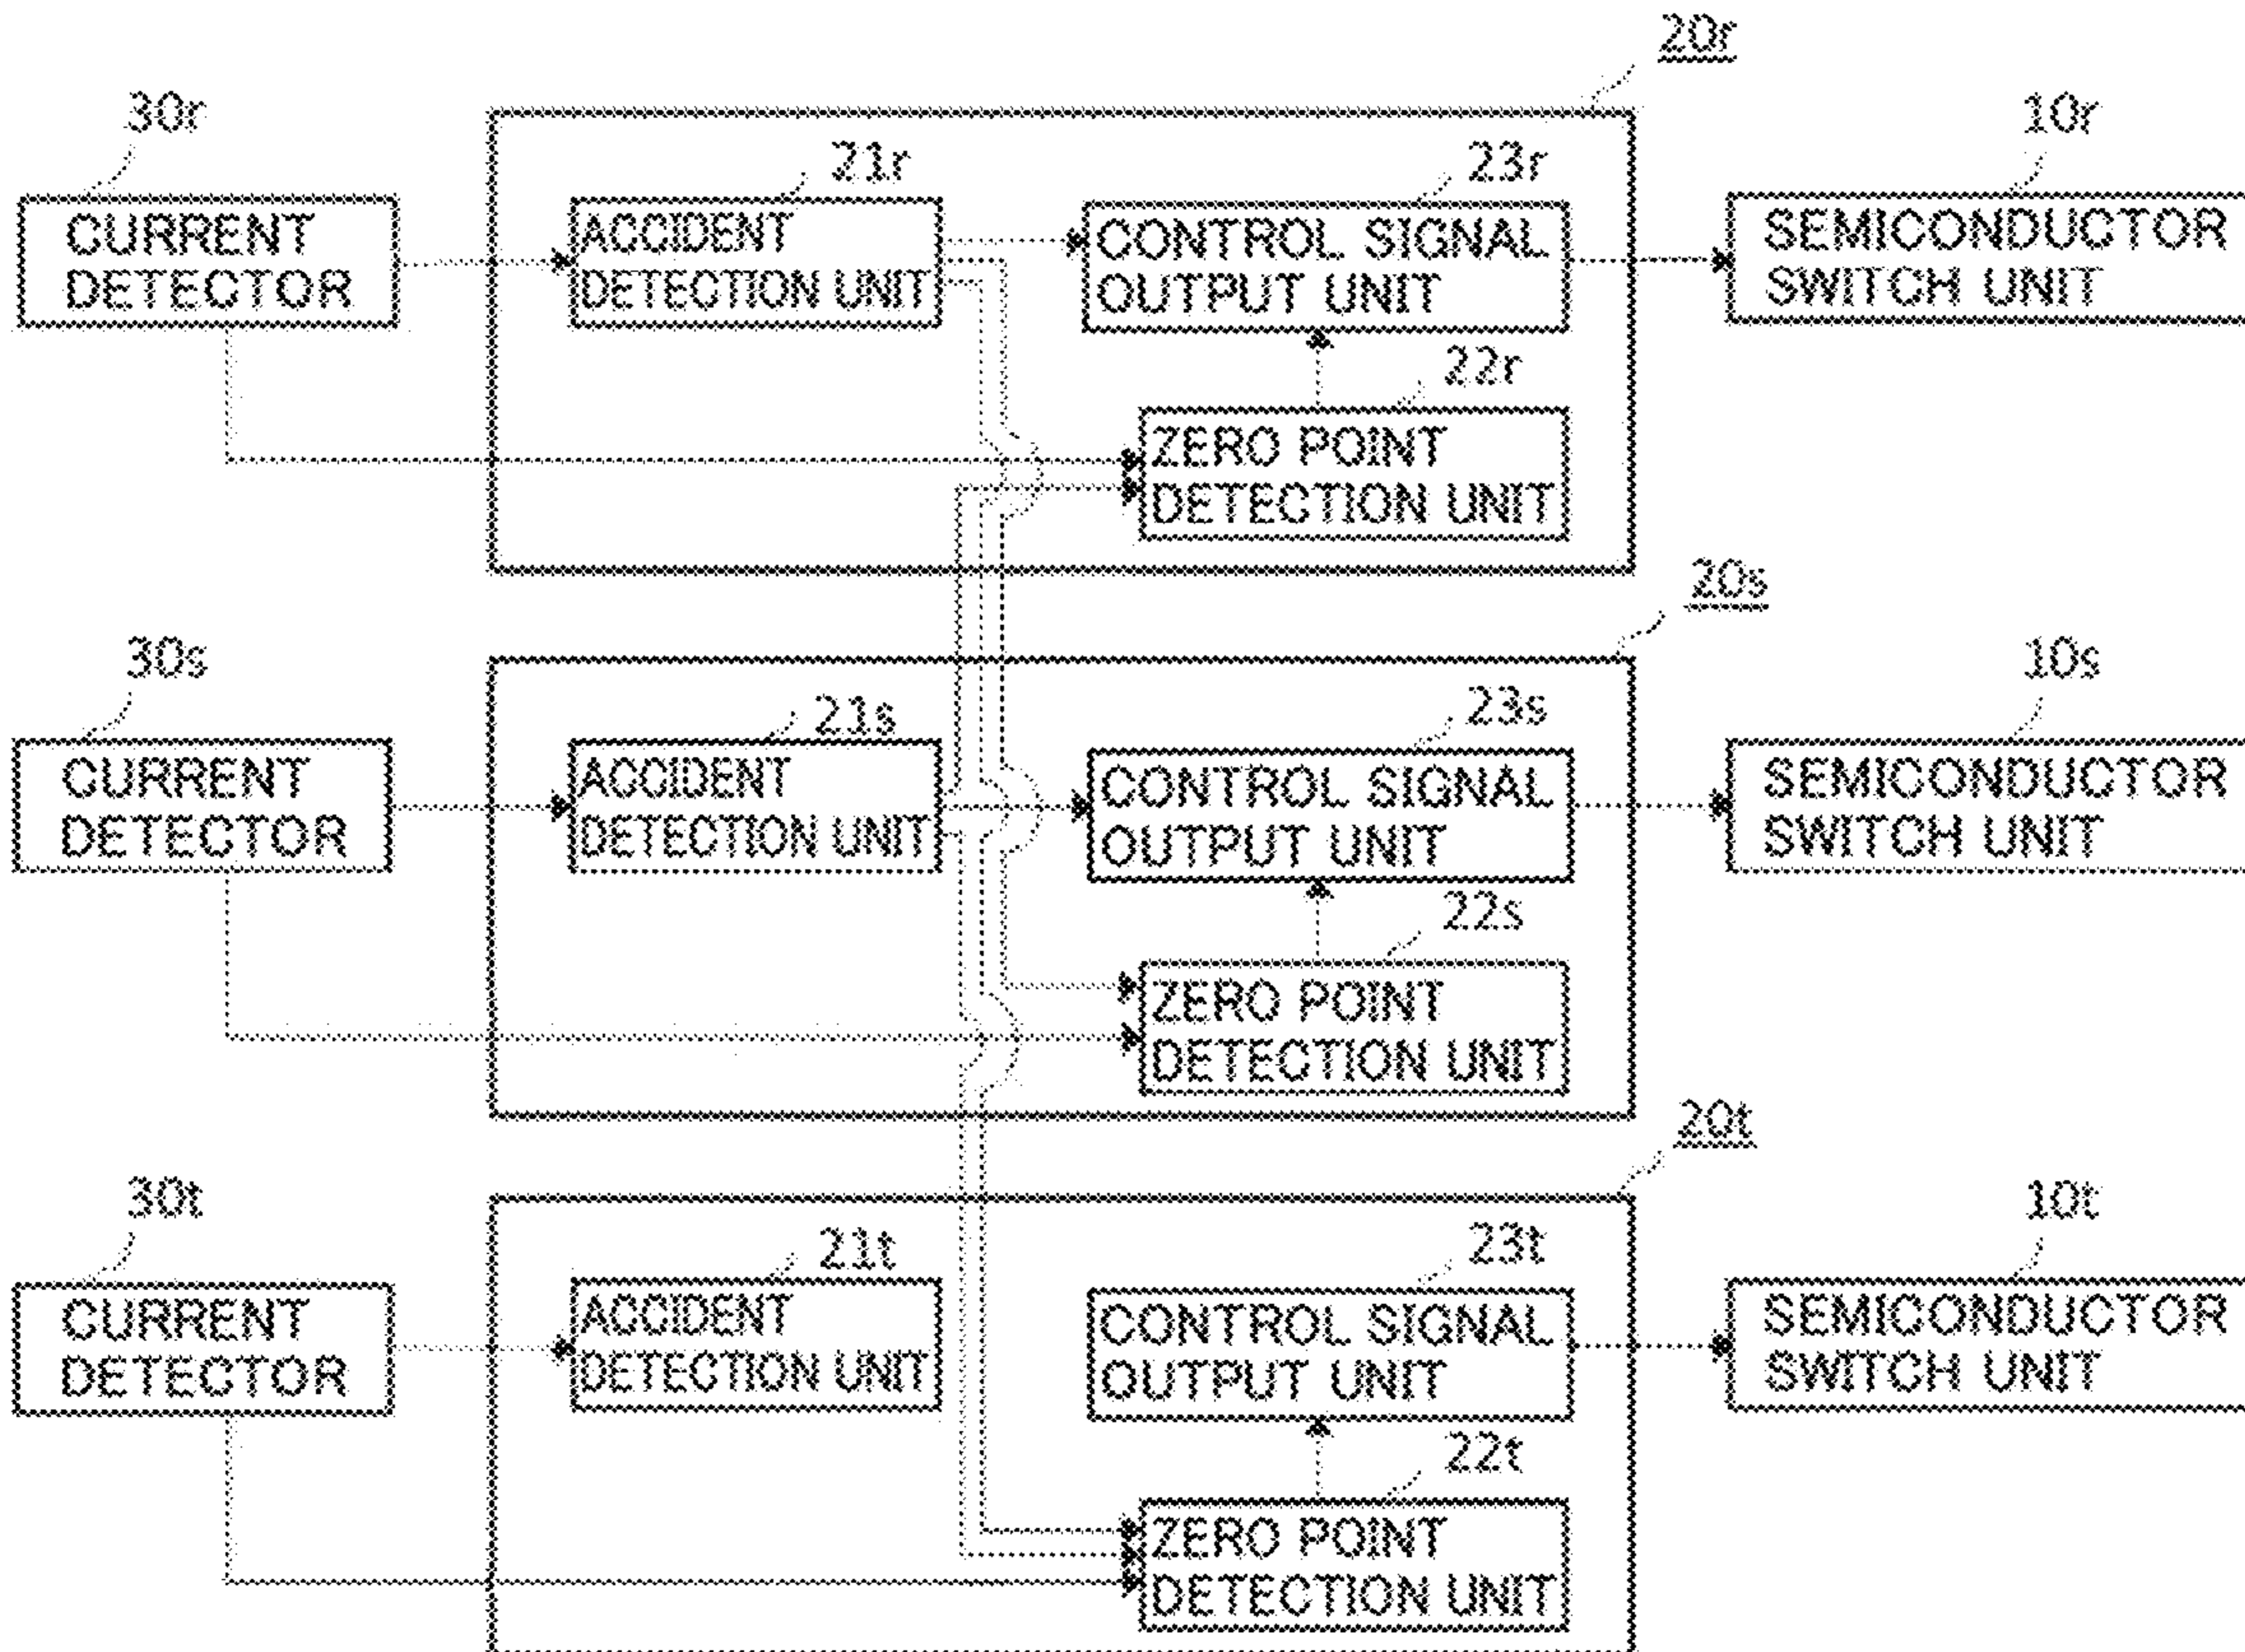 20r
30r
10r
21r
23r
CURRENT
DETECTOR
ACCIDENT
DETECTION UNIT
CONTROL SIGNAL
OUTPUT UNIT
SEMICONDUCTOR
SWITCH UNIT
22r
ZERO POINT
DETECTION UNIT
20s
30s
10s
21s
23s
CURRENT
DETECTOR
ACCIDENT
DETECTION UNIT
CONTROL SIGNAL
OUTPUT UNIT
SEMICONDUCTOR
SWITCH UNIT
22s
ZERO POINT
DETECTION UNIT
20t
30t
10t
21t
23t
CURRENT
DETECTOR
ACCIDENT
DETECTION UNIT
CONTROL SIGNAL
OUTPUT UNIT
SEMICONDUCTOR
SWITCH UNIT
22t
ZERO POINT
DETECTION UNIT